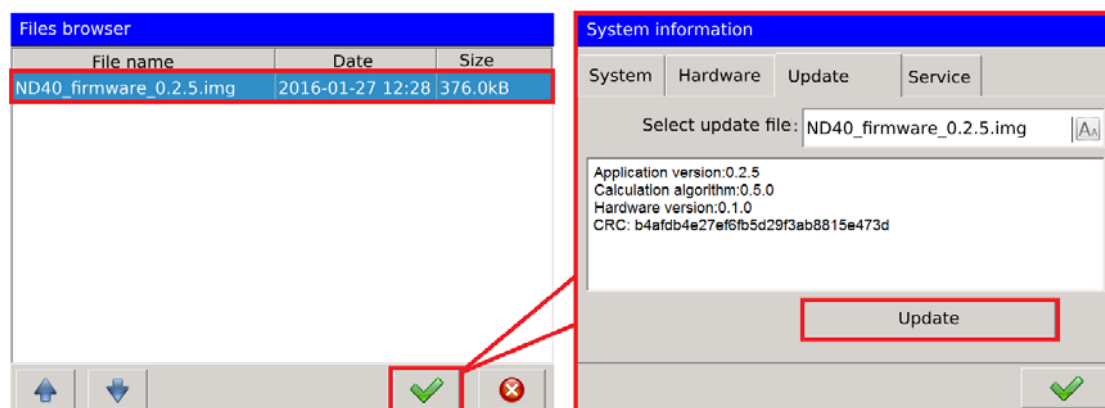 Files browser
File name Date Size
ND40_firmware_0.2.5.img 2016-01-27 12:28 376.0kB
System information
System Hardware Update Service
Select update file: ND40_firmware_0.2.5.img AA
Application version:0.2.5
Calculation algorithm:0.5.0
Hardware version:0.1.0
CRC: b4afdb4e27ef6fb5d29f3ab8815e473d
Update